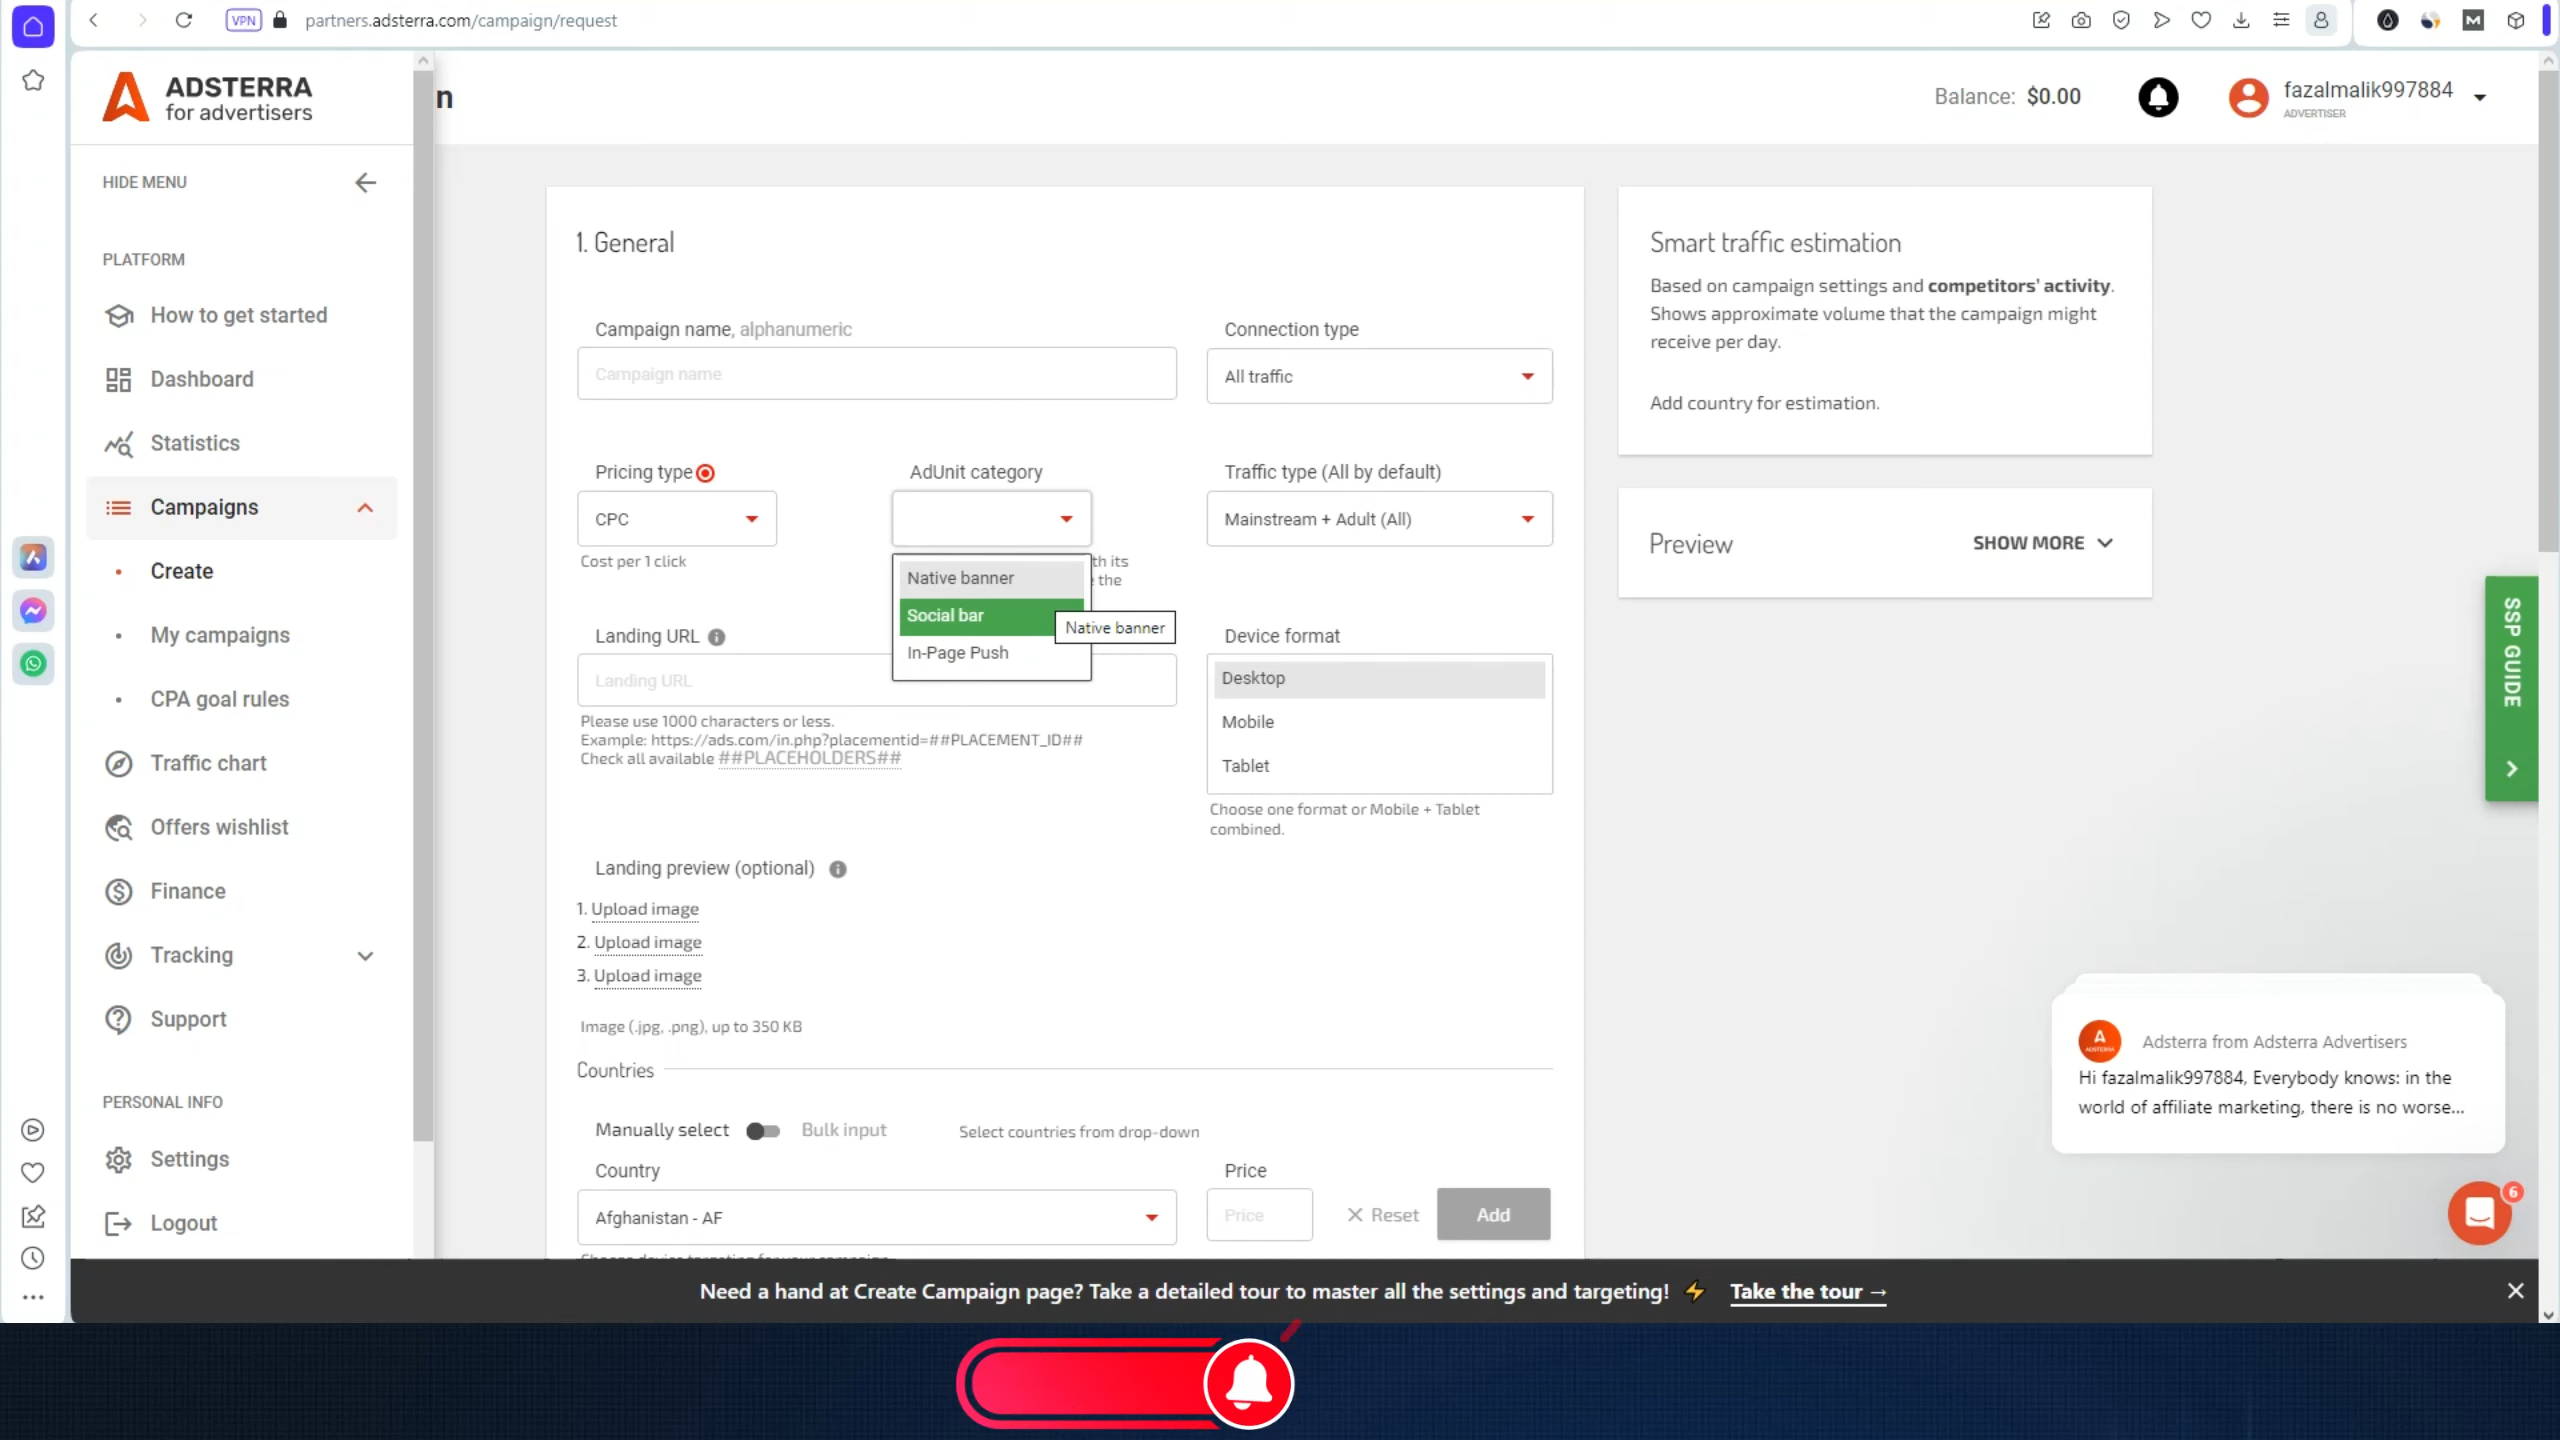 VPN
partners.adsterra.com/campaign/request
ADSTERRA
for advertisers
n
Balance: $0.00
fazalmalik997884
ADVERTISER
HIDE MENU
PLATFORM
How to get started
Dashboard
Statistics
Campaigns
Create
My campaigns
CPA goal rules
Traffic chart
Offers wishlist
Finance
Tracking
Support
PERSONAL INFO
Settings
Logout
1. General
Campaign name, alphanumeric
Campaign name
Connection type
All traffic
Pricing type
CPC
Cost per 1 click
AdUnit category
th its
the
Native banner
Social bar
In-Page Push
Native banner
Traffic type (All by default)
Mainstream + Adult (All)
Landing URL
Landing URL
Please use 1000 characters or less.
Example: https://ads.com/in.php?placementid=##PLACEMENT_ID##
Check all available ##PLACEHOLDERS##
Device format
Desktop
Mobile
Tablet
Choose one format or Mobile + Tablet
combined.
Landing preview (optional)
1. Upload image
2. Upload image
3. Upload image
Image (.jpg, .png), up to 350 KB
Countries
Manually select
Bulk input
Select countries from drop-down
Country
Afghanistan - AF
Price
Price
Reset
Add
Smart traffic estimation
Based on campaign settings and competitors' activity.
Shows approximate volume that the campaign might
receive per day.
Add country for estimation.
Preview
SHOW MORE
SSP GUIDE
Adsterra from Adsterra Advertisers
Hi fazalmalik997884, Everybody knows: in the
world of affiliate marketing, there is no worse...
6
Need a hand at Create Campaign page? Take a detailed tour to master all the settings and targeting! ⚡ Take the tour →